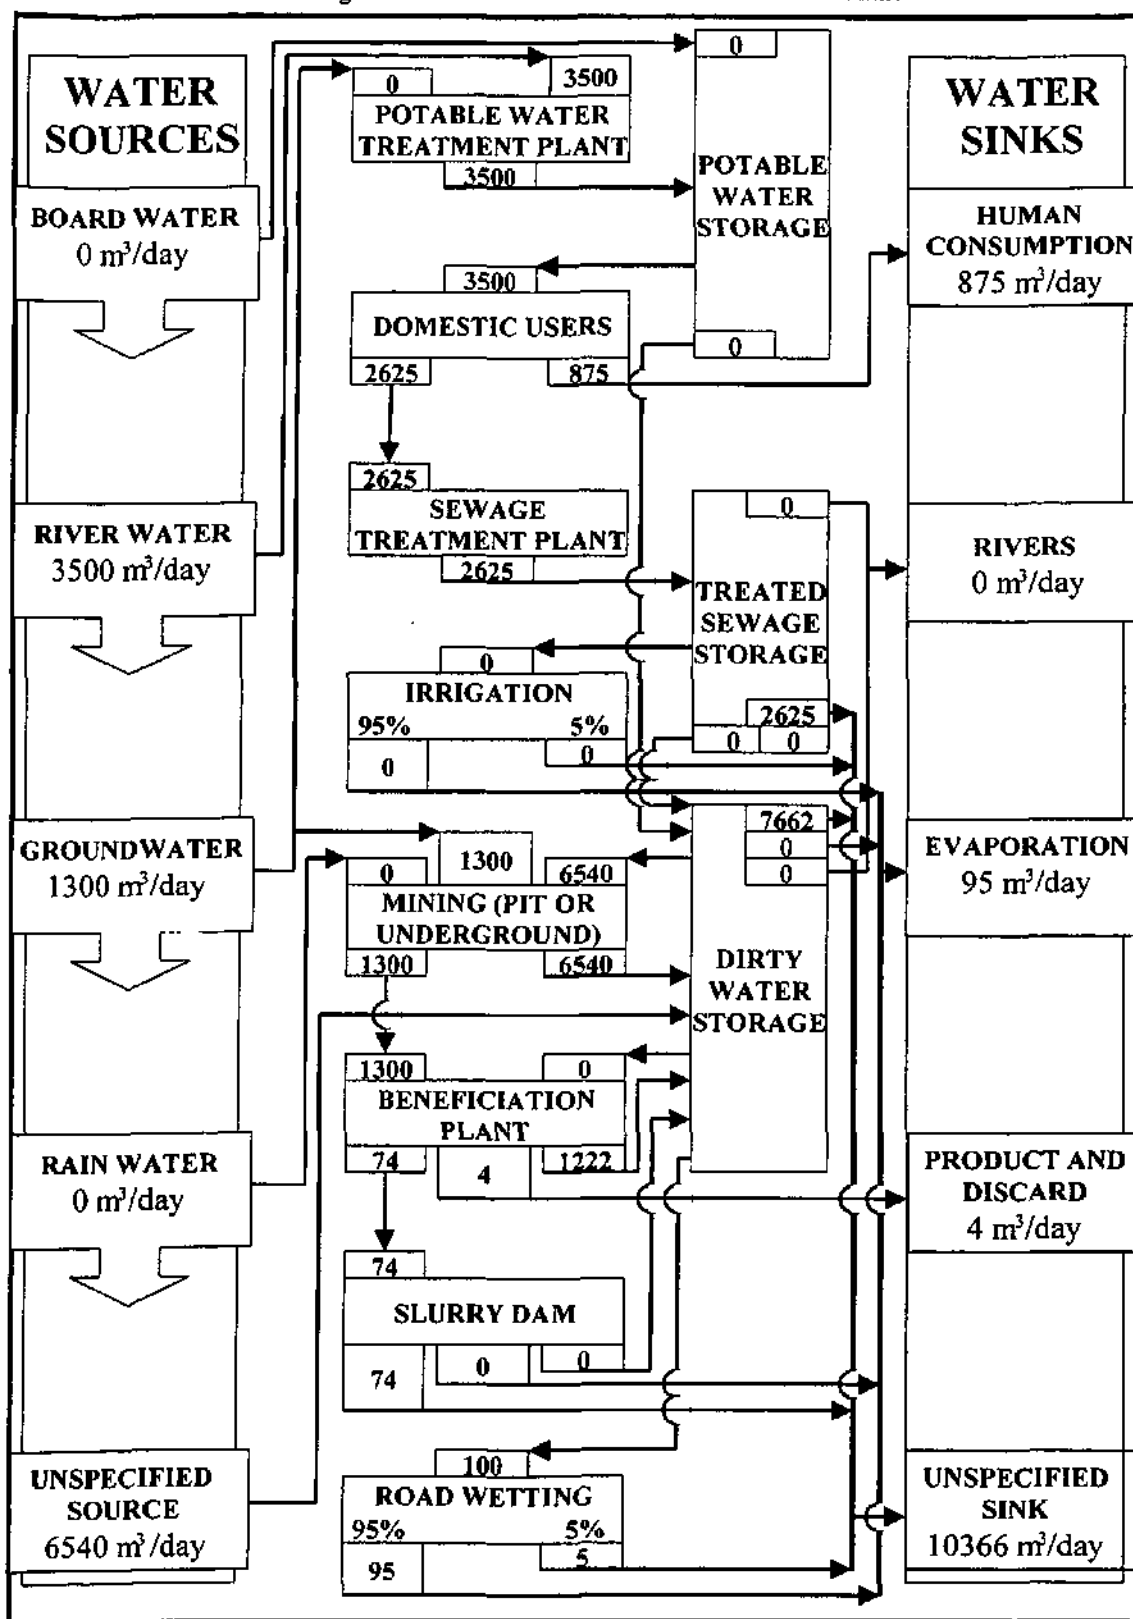 WATER
SOURCES
BOARD WATER
0 m³/day
RIVER WATER
3500 m³/day
GROUNDWATER
1300 m³/day
RAIN WATER
0 m³/day
UNSPECIFIED
SOURCE
6540 m³/day
0
3500
POTABLE WATER
TREATMENT PLANT
3500
3500
DOMESTIC USERS
2625
875
2625
SEWAGE
TREATMENT PLANT
2625
0
IRRIGATION
95%
5%
0
0
0
1300
6540
MINING (PIT OR
UNDERGROUND)
1300
6540
1300
0
BENEFICIATION
PLANT
74
4
1222
74
SLURRY DAM
74
0
0
100
ROAD WETTING
95%
5%
95
5
0
POTABLE
WATER
STORAGE
0
0
TREATED
SEWAGE
STORAGE
2625
0
0
7662
0
0
DIRTY
WATER
STORAGE
WATER
SINKS
HUMAN
CONSUMPTION
875 m³/day
RIVERS
0 m³/day
EVAPORATION
95 m³/day
PRODUCT AND
DISCARD
4 m³/day
UNSPECIFIED
SINK
10366 m³/day